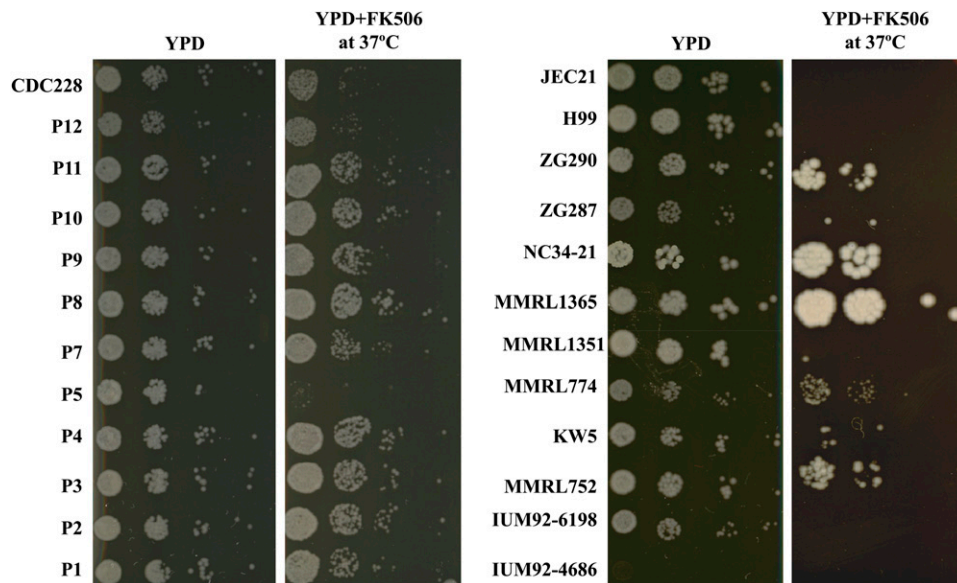 YPD
YPD+FK506
at 37ºC
CDC228
P12
P11
P10
P9
P8
P7
P5
P4
P3
P2
P1
YPD
YPD+FK506
at 37ºC
JEC21
H99
ZG290
ZG287
NC34-21
MMRL1365
MMRL1351
MMRL774
KW5
MMRL752
IUM92-6198
IUM92-4686